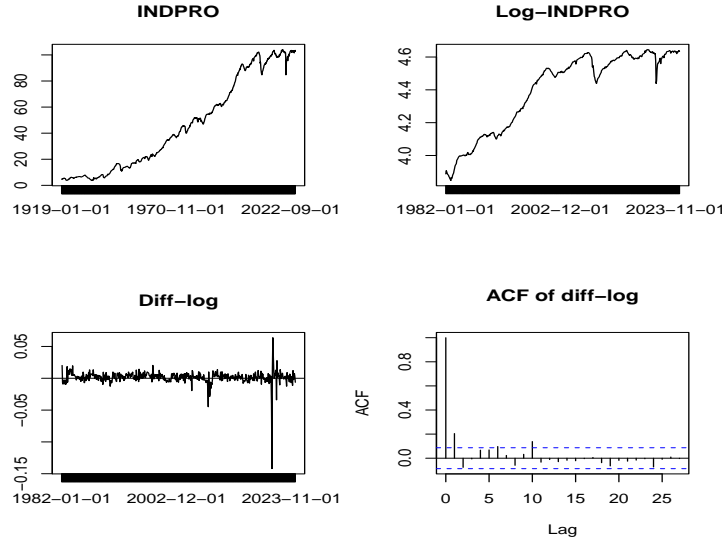 INDPRO
0 20 40 60 80
1919−01−01 1970−11−01 2022−09−01
Log−INDPRO
4.0 4.2 4.4 4.6
1982−01−01 2002−12−01 2023−11−01
Diff−log
−0.15 −0.05 0.05
1982−01−01 2002−12−01 2023−11−01
ACF of diff−log
ACF
0.0 0.4 0.8
0 5 10 15 20 25
Lag